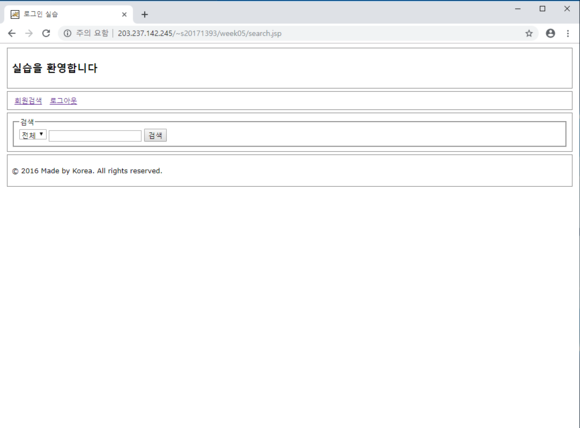 로그인 실습
주의 요함 | 203.237.142.245/~s20171393/week05/search.jsp
실습을 환영합니다
회원검색 로그아웃
검색
전체 검색
© 2016 Made by Korea. All rights reserved.